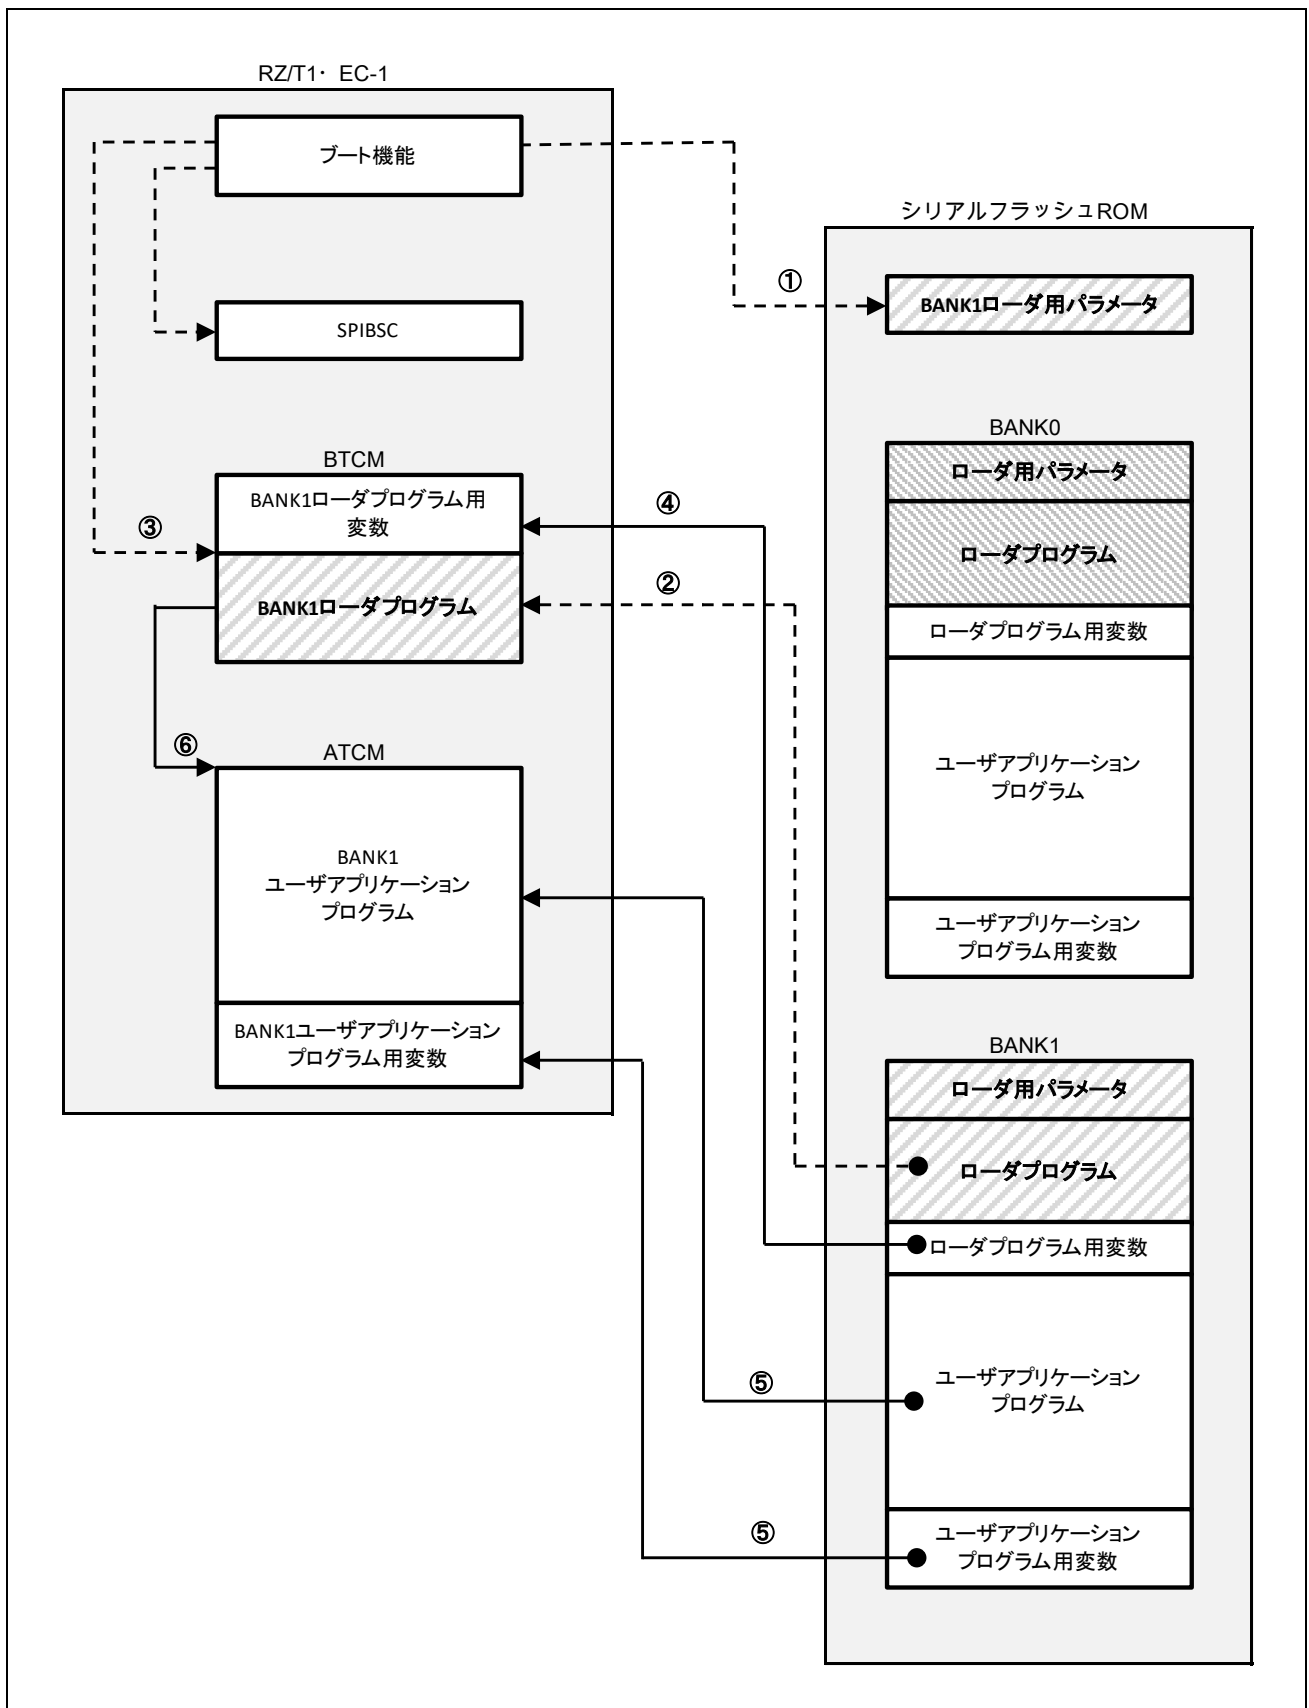 RZ/T1・ EC-1
ブート機能
SPIBSC
BTCM
BANK1ローダプログラム用
変数
③
BANK1ローダプログラム
⑥
ATCM
BANK1
ユーザアプリケーション
プログラム
BANK1ユーザアプリケーション
プログラム用変数
①
④
②
⑤
⑤
シリアルフラッシュROM
BANK1ローダ用パラメータ
BANK0
ローダ用パラメータ
ローダプログラム
ローダプログラム用変数
ユーザアプリケーション
プログラム
ユーザアプリケーション
プログラム用変数
BANK1
ローダ用パラメータ
ローダプログラム
ローダプログラム用変数
ユーザアプリケーション
プログラム
ユーザアプリケーション
プログラム用変数